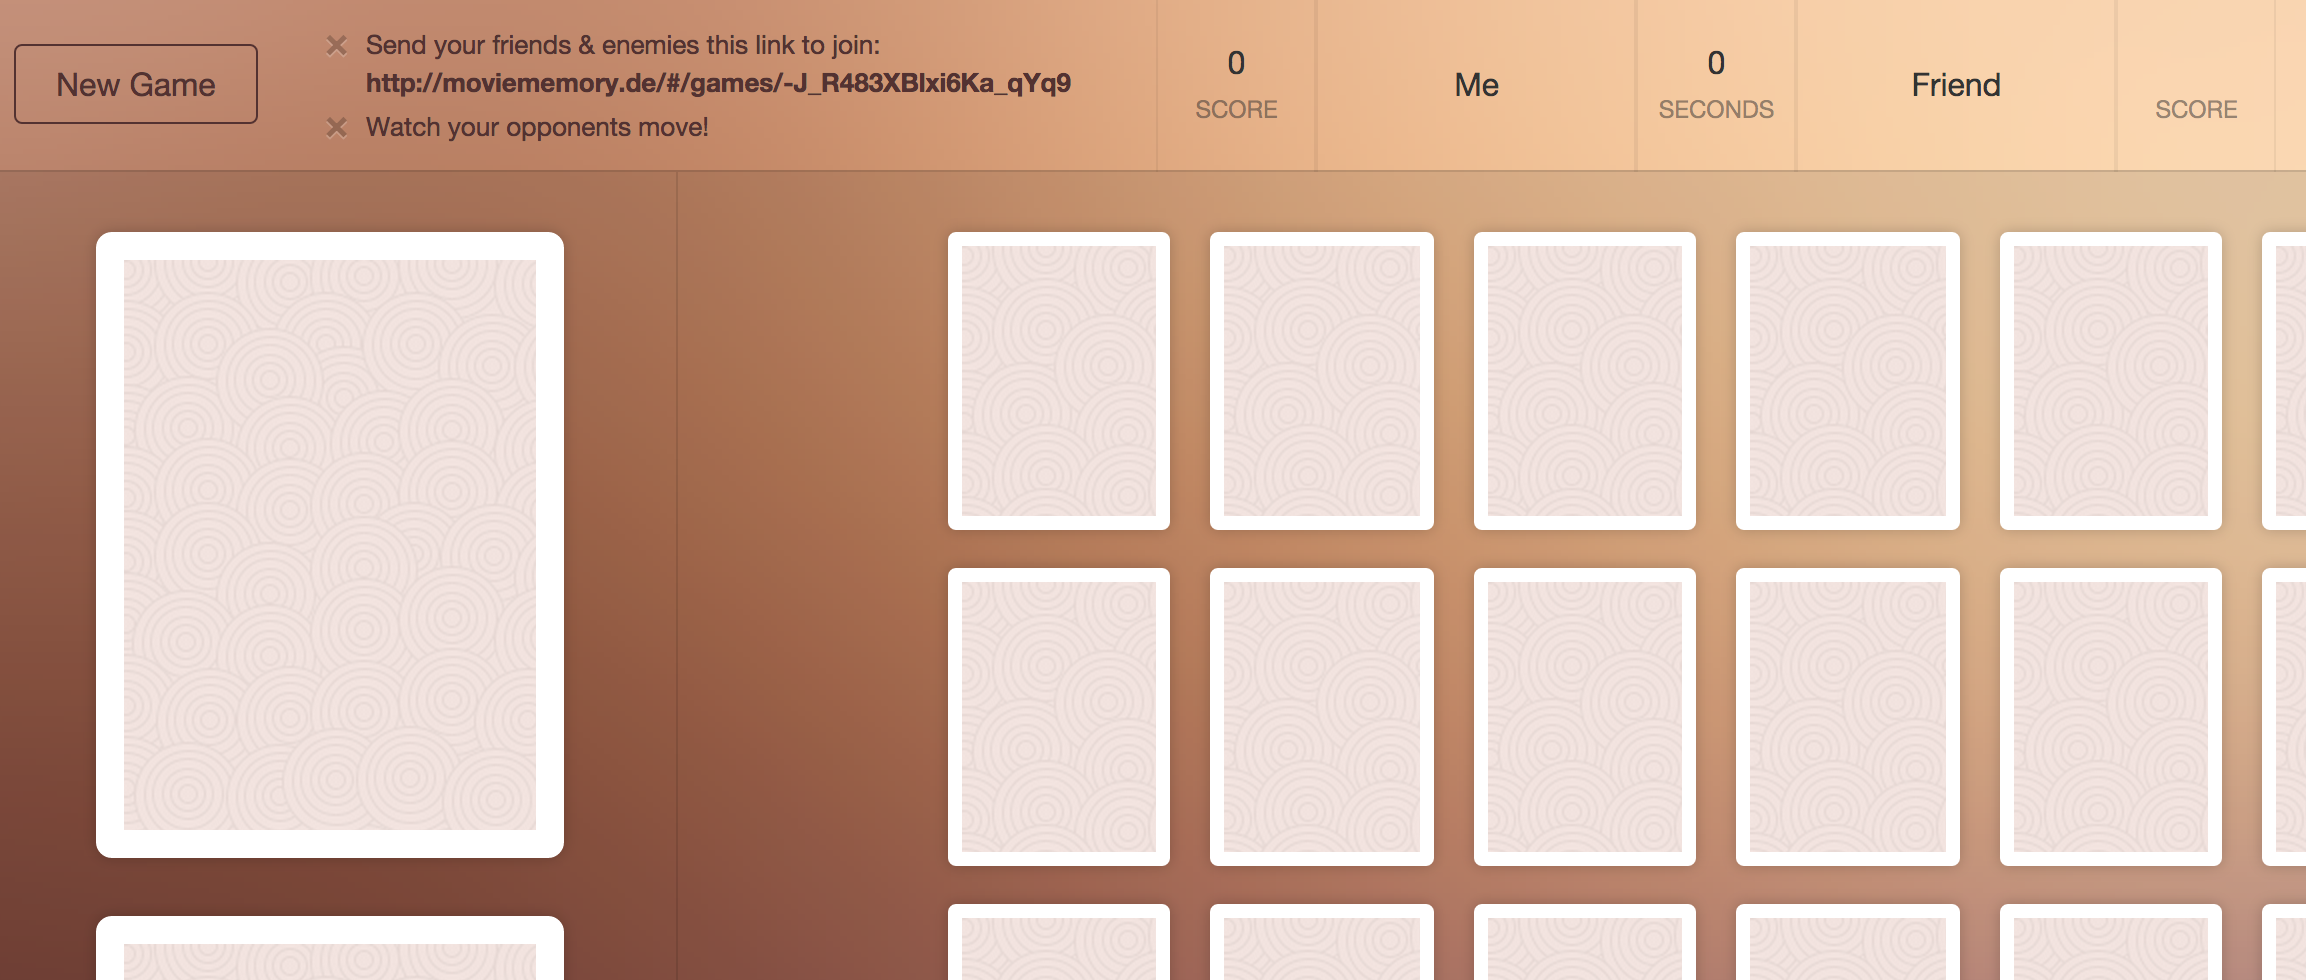 New Game
Send your friends & enemies this link to join:
http://moviememory.de/#/games/-J_R483XBIxi6Ka_qYq9
Watch your opponents move!
0
SCORE
Me
0
SECONDS
Friend
SCORE